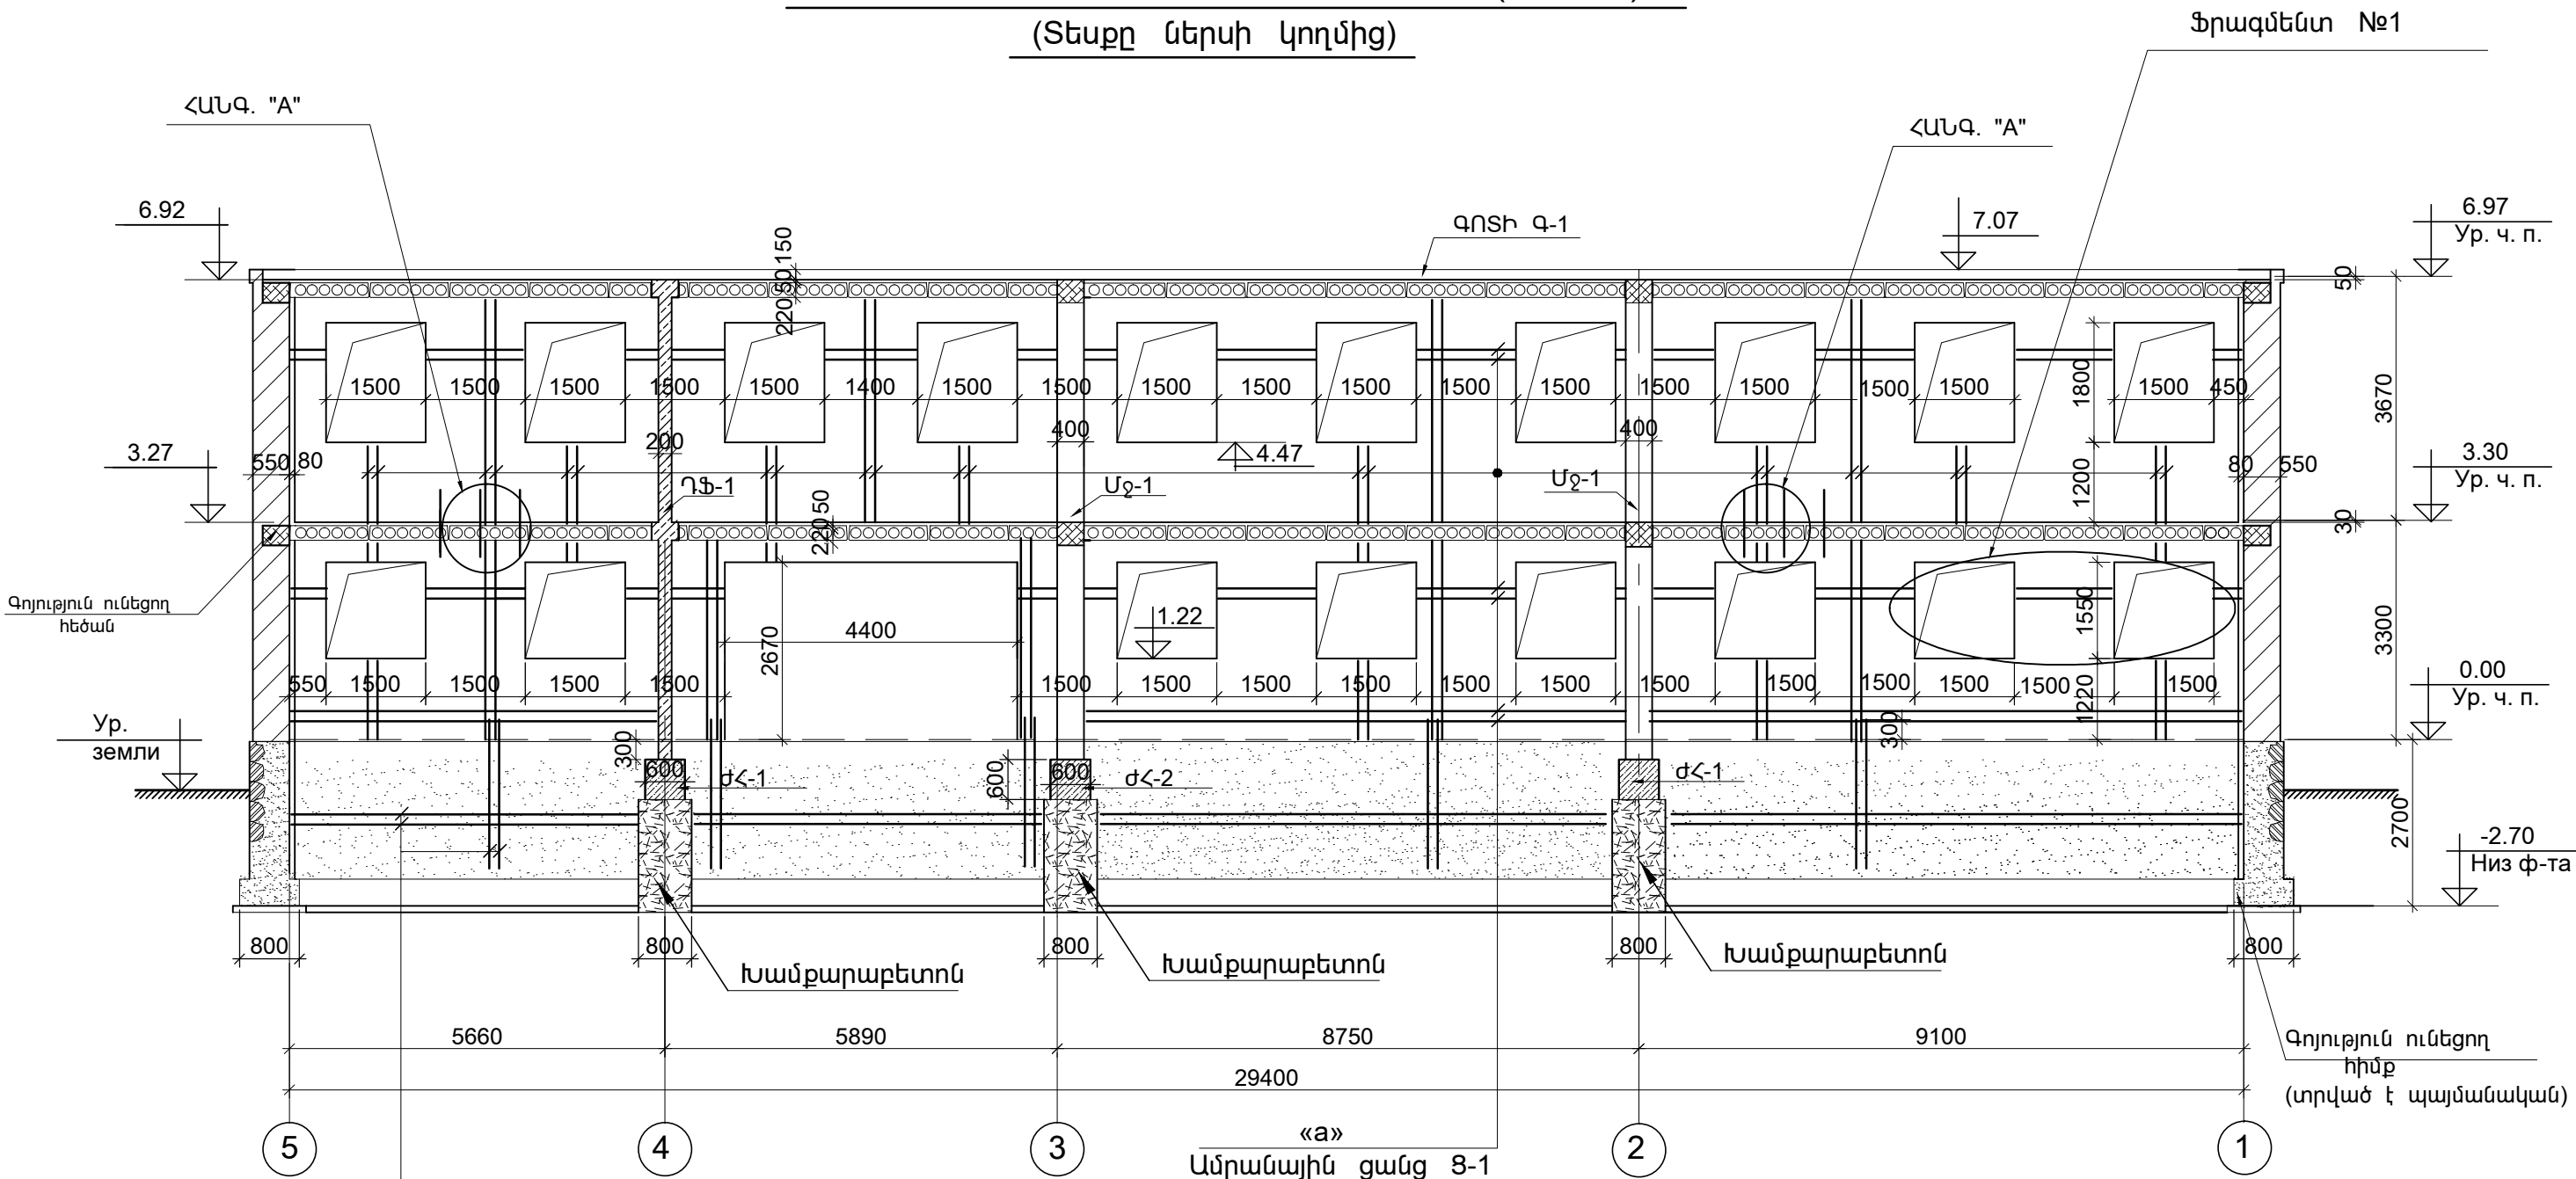 (Տեսքը ներսի կողմից)
Ֆրագմենտ №1
ՀԱՆԳ. "А"
ՀԱՆԳ. "А"
6.92
150
50
220
ԳՈՏԻ Գ-1
7.07
6.97
Ур. ч. п.
50
1500 1500 1500 1500 1500 1400 1500 1500 1500 1500 1500 1500 1500 1500 1500 1500 1500 1500 450
1800
3670
200
400
400
3.27
550 80
4.47
80 550
3.30
Ур. ч. п.
ԴՖ-1
Մջ-1
Մջ-1
1200
50
220
30
Գոյություն ունեցող
հեծան
4400
2670
1.22
1550
3300
550 1500 1500 1500 1500 1500 1500 1500 1500 1500 1500 1500 1500 1500 1500 1500 1500
1220
0.00
Ур. ч. п.
Ур.
земли
300
300
600
ԺՀ-1
600
600
ԺՀ-2
ԺՀ-1
2700
-2.70
Низ ф-та
800 800 800 800 800
Խամքարաբետոն
Խամքարաբետոն
Խամքարաբետոն
5660 5890 8750 9100
Գոյություն ունեցող
հիմք
(տրված է պայմանական)
29400
5 4 3 2 1
«а»
Ամրանային ցանց Ց-1